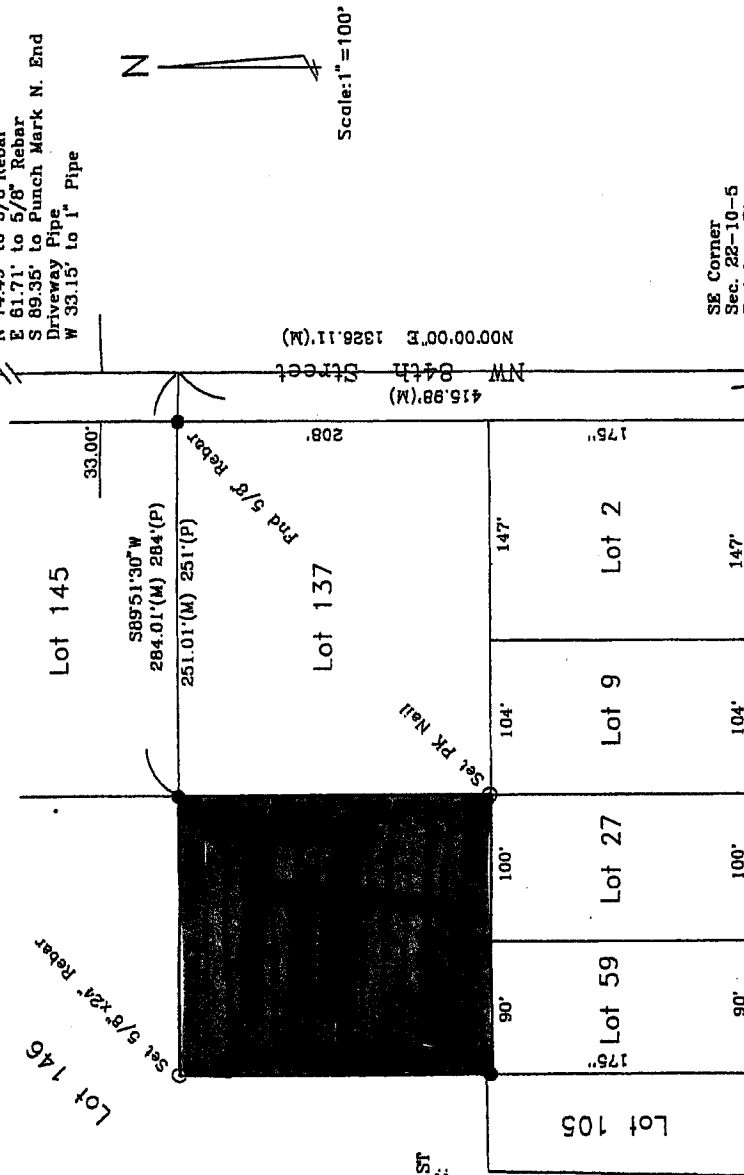 to 5/8" Rebar
E 61.71' to 5/8" Rebar
S 89.35' to Punch Mark N. End
Driveway Pipe
W 33.15' to 1" Pipe
N
Scale:1"=100'
33.00'
Lot 145
S89°51'30"W
284.01'(M) 284'(P)
251.01'(M) 251'(P)
Fnd 5/8" Rebar
N00°00'00"E 1326.11'(M)
NW 84th Street
415.98'(M)
208'
Lot 137
Set PK Nail
Set 5/8"x24" Rebar
Lot 146
147'
104'
100'
90'
175"
Lot 2
Lot 9
Lot 27
Lot 59
175"
Lot 105
147'
104'
100'
90'
ST
SE Corner
Sec. 22-10-5